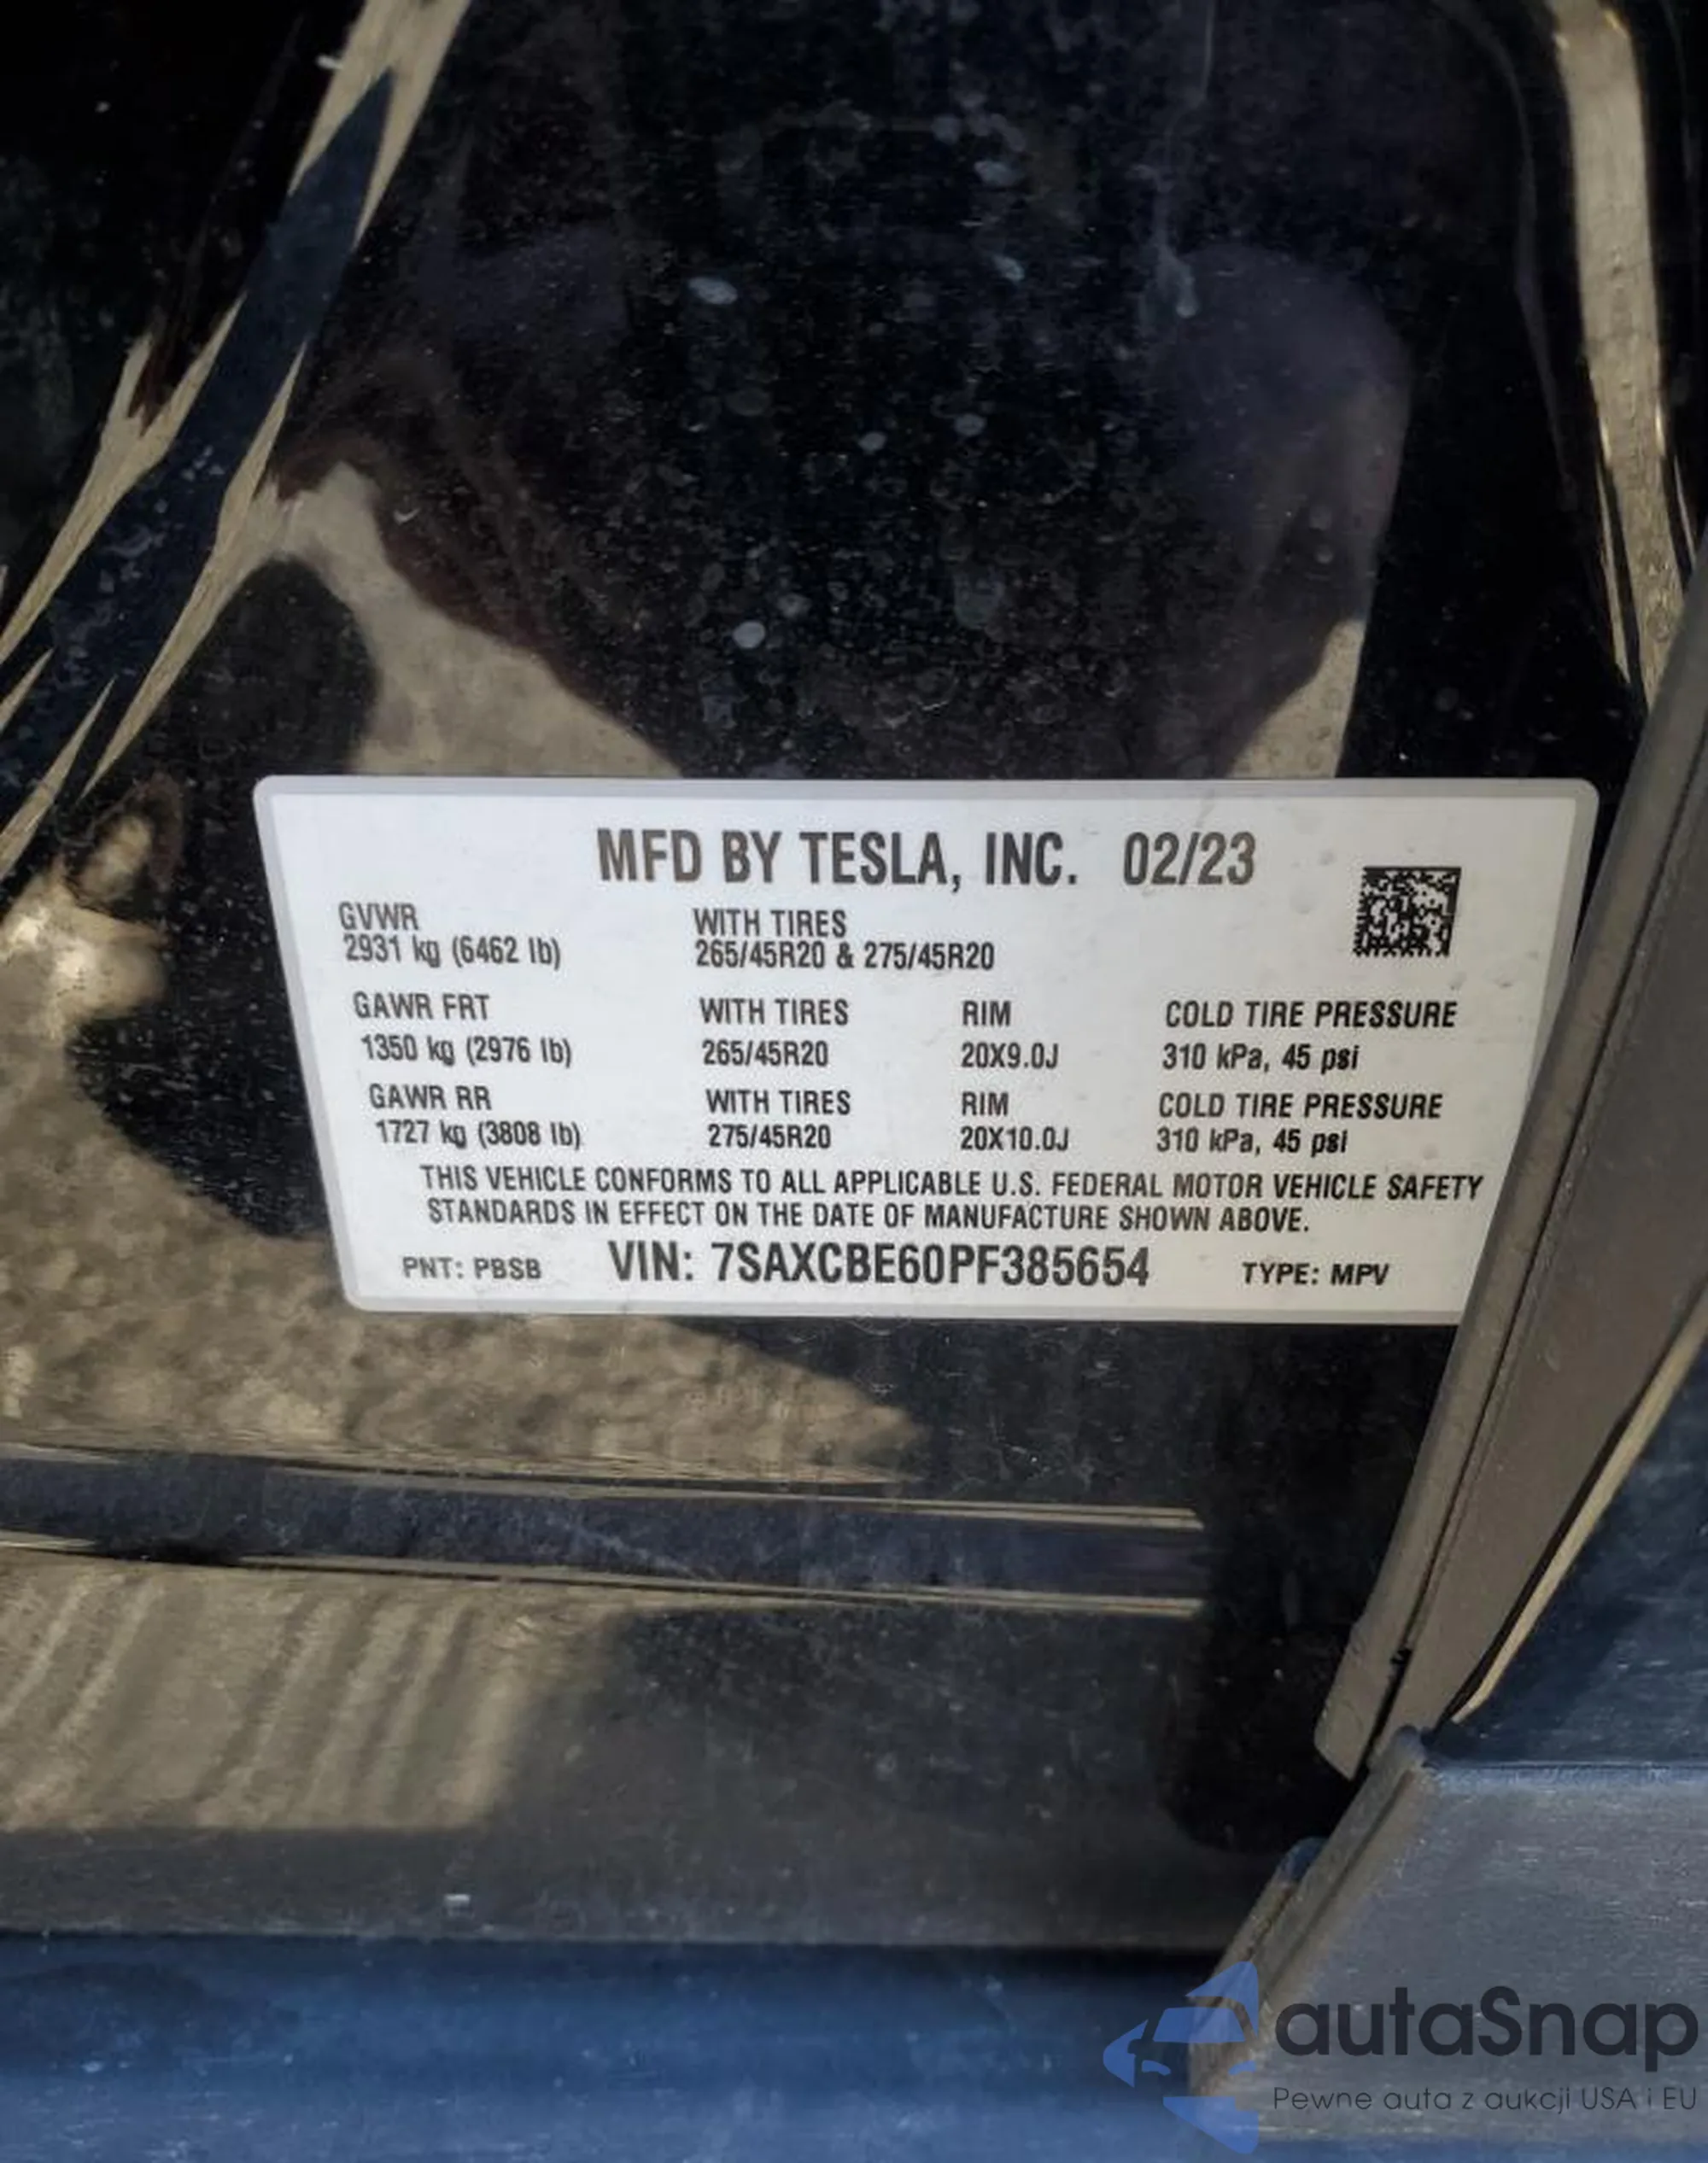 MFD BY TESLA, INC. 02/23
GVWR WITH TIRES
2931 kg (6462 lb) 265/45R20 & 275/45R20
GAWR FRT WITH TIRES RIM COLD TIRE PRESSURE
1350 kg (2976 lb) 265/45R20 20X9.0J 310 kPa, 45 psi
GAWR RR WITH TIRES RIM COLD TIRE PRESSURE
1727 kg (3808 lb) 275/45R20 20X10.0J 310 kPa, 45 psi
THIS VEHICLE CONFORMS TO ALL APPLICABLE U.S. FEDERAL MOTOR VEHICLE SAFETY
STANDARDS IN EFFECT ON THE DATE OF MANUFACTURE SHOWN ABOVE.
PNT: PBSB VIN: 7SAXCBE60PF385654 TYPE: MPV
autaSnap
Pewne auta z aukcji USA i EU